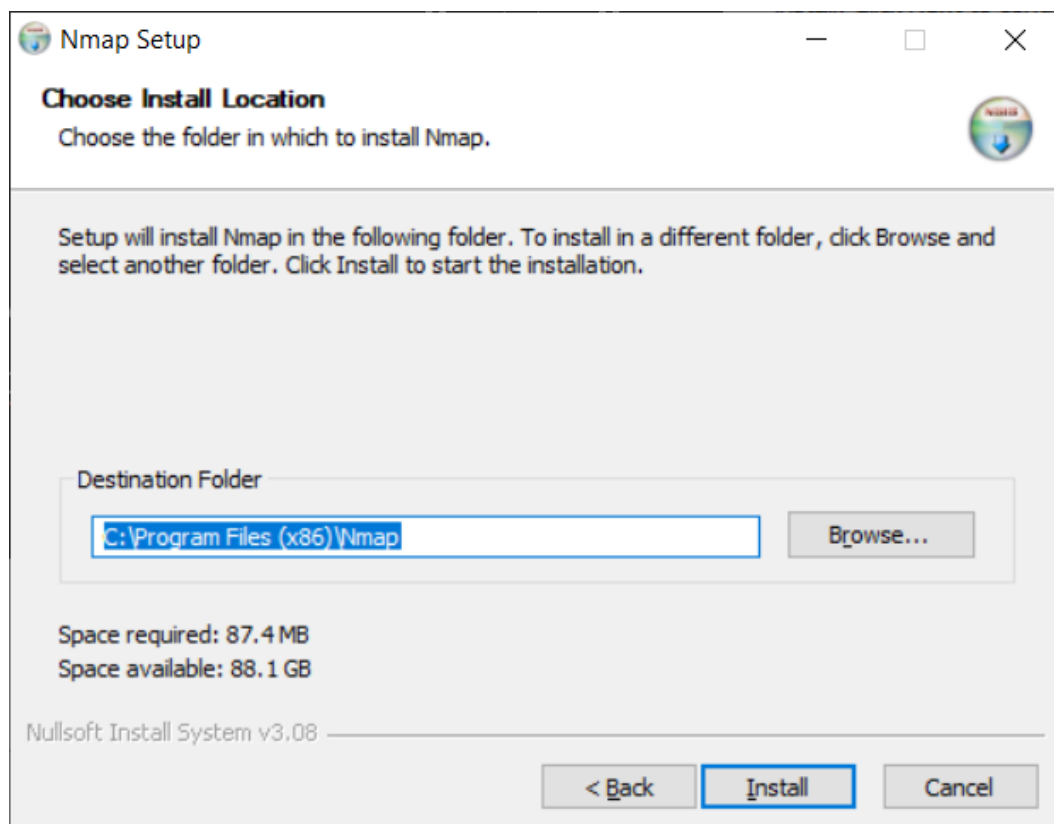 Nmap Setup
Choose Install Location
Choose the folder in which to install Nmap.
Setup will install Nmap in the following folder. To install in a different folder, click Browse and
select another folder. Click Install to start the installation.
Destination Folder
C:\Program Files (x86)\Nmap
Browse...
Space required: 87.4 MB
Space available: 88.1 GB
Nullsoft Install System v3.08
< Back
Install
Cancel